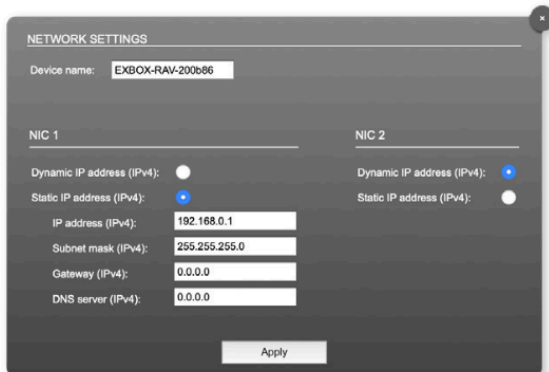 NETWORK SETTINGS
Device name: EXBOX-RAV-200b86
NIC 1
NIC 2
Dynamic IP address (IPv4):
Dynamic IP address (IPv4):
Static IP address (IPv4):
Static IP address (IPv4):
IP address (IPv4): 192.168.0.1
Subnet mask (IPv4): 255.255.255.0
Gateway (IPv4): 0.0.0.0
DNS server (IPv4): 0.0.0.0
Apply